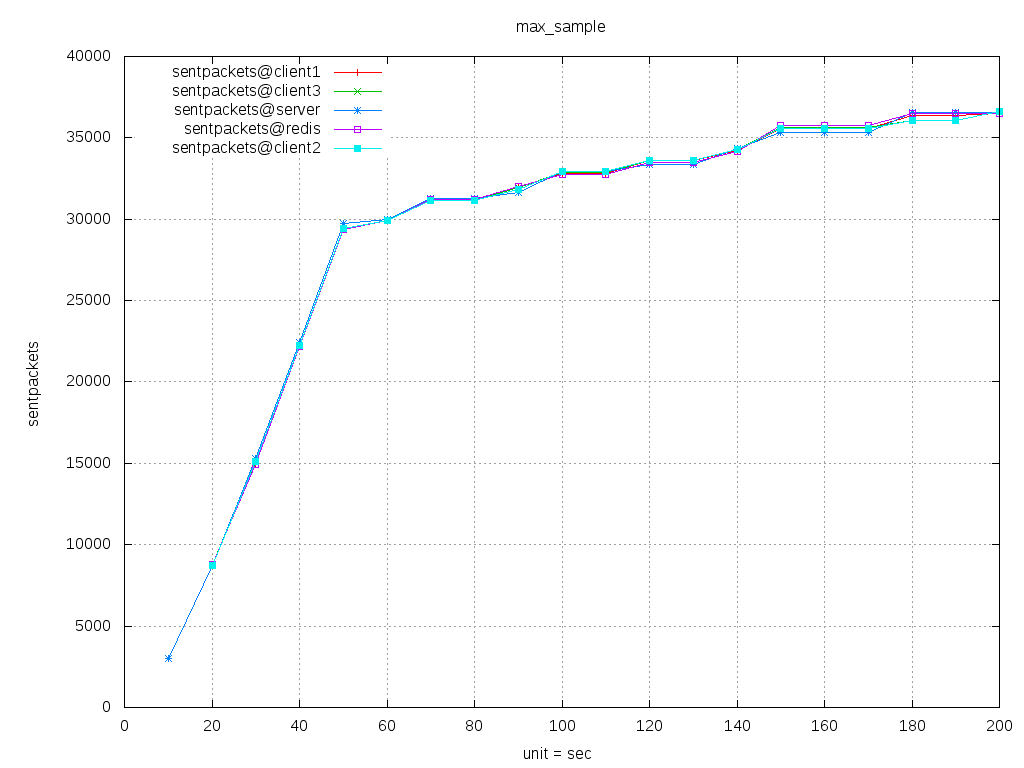 max_sample
40000
35000
30000
25000
20000
15000
10000
5000
0
sentpackets@client1
sentpackets@client3
sentpackets@server
sentpackets@redis
sentpackets@client2
sentpackets
0 20 40 60 80 100 120 140 160 180 200
unit = sec